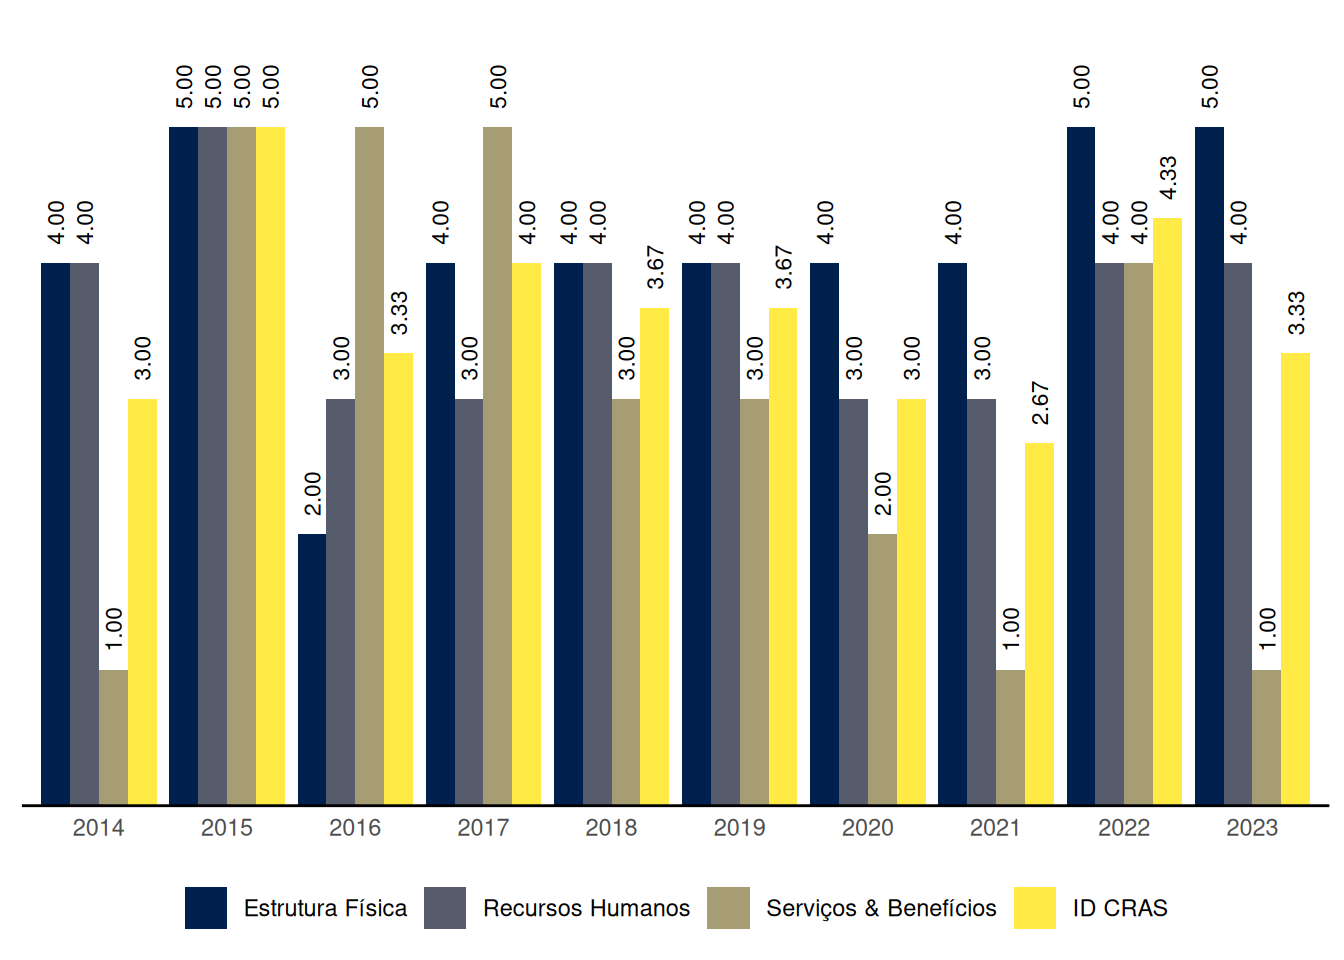 5.00 5.00 5.00 5.00 5.00 5.00 5.00 5.00
4.33
4.00 4.00 4.00 4.00 4.00 4.00 4.00 4.00 4.00 4.00 4.00 4.00 4.00
3.67 3.67
3.33 3.33
3.00 3.00 3.00 3.00 3.00 3.00 3.00 3.00
2.67
2.00 2.00
1.00 1.00 1.00
2014 2015 2016 2017 2018 2019 2020 2021 2022 2023
Estrutura Física Recursos Humanos Serviços & Benefícios ID CRAS